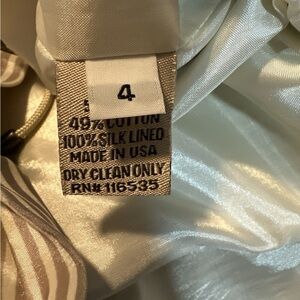 4
49% COTTON
100% SILK LINED
MADE IN USA
DRY CLEAN ONLY
RN# 116535